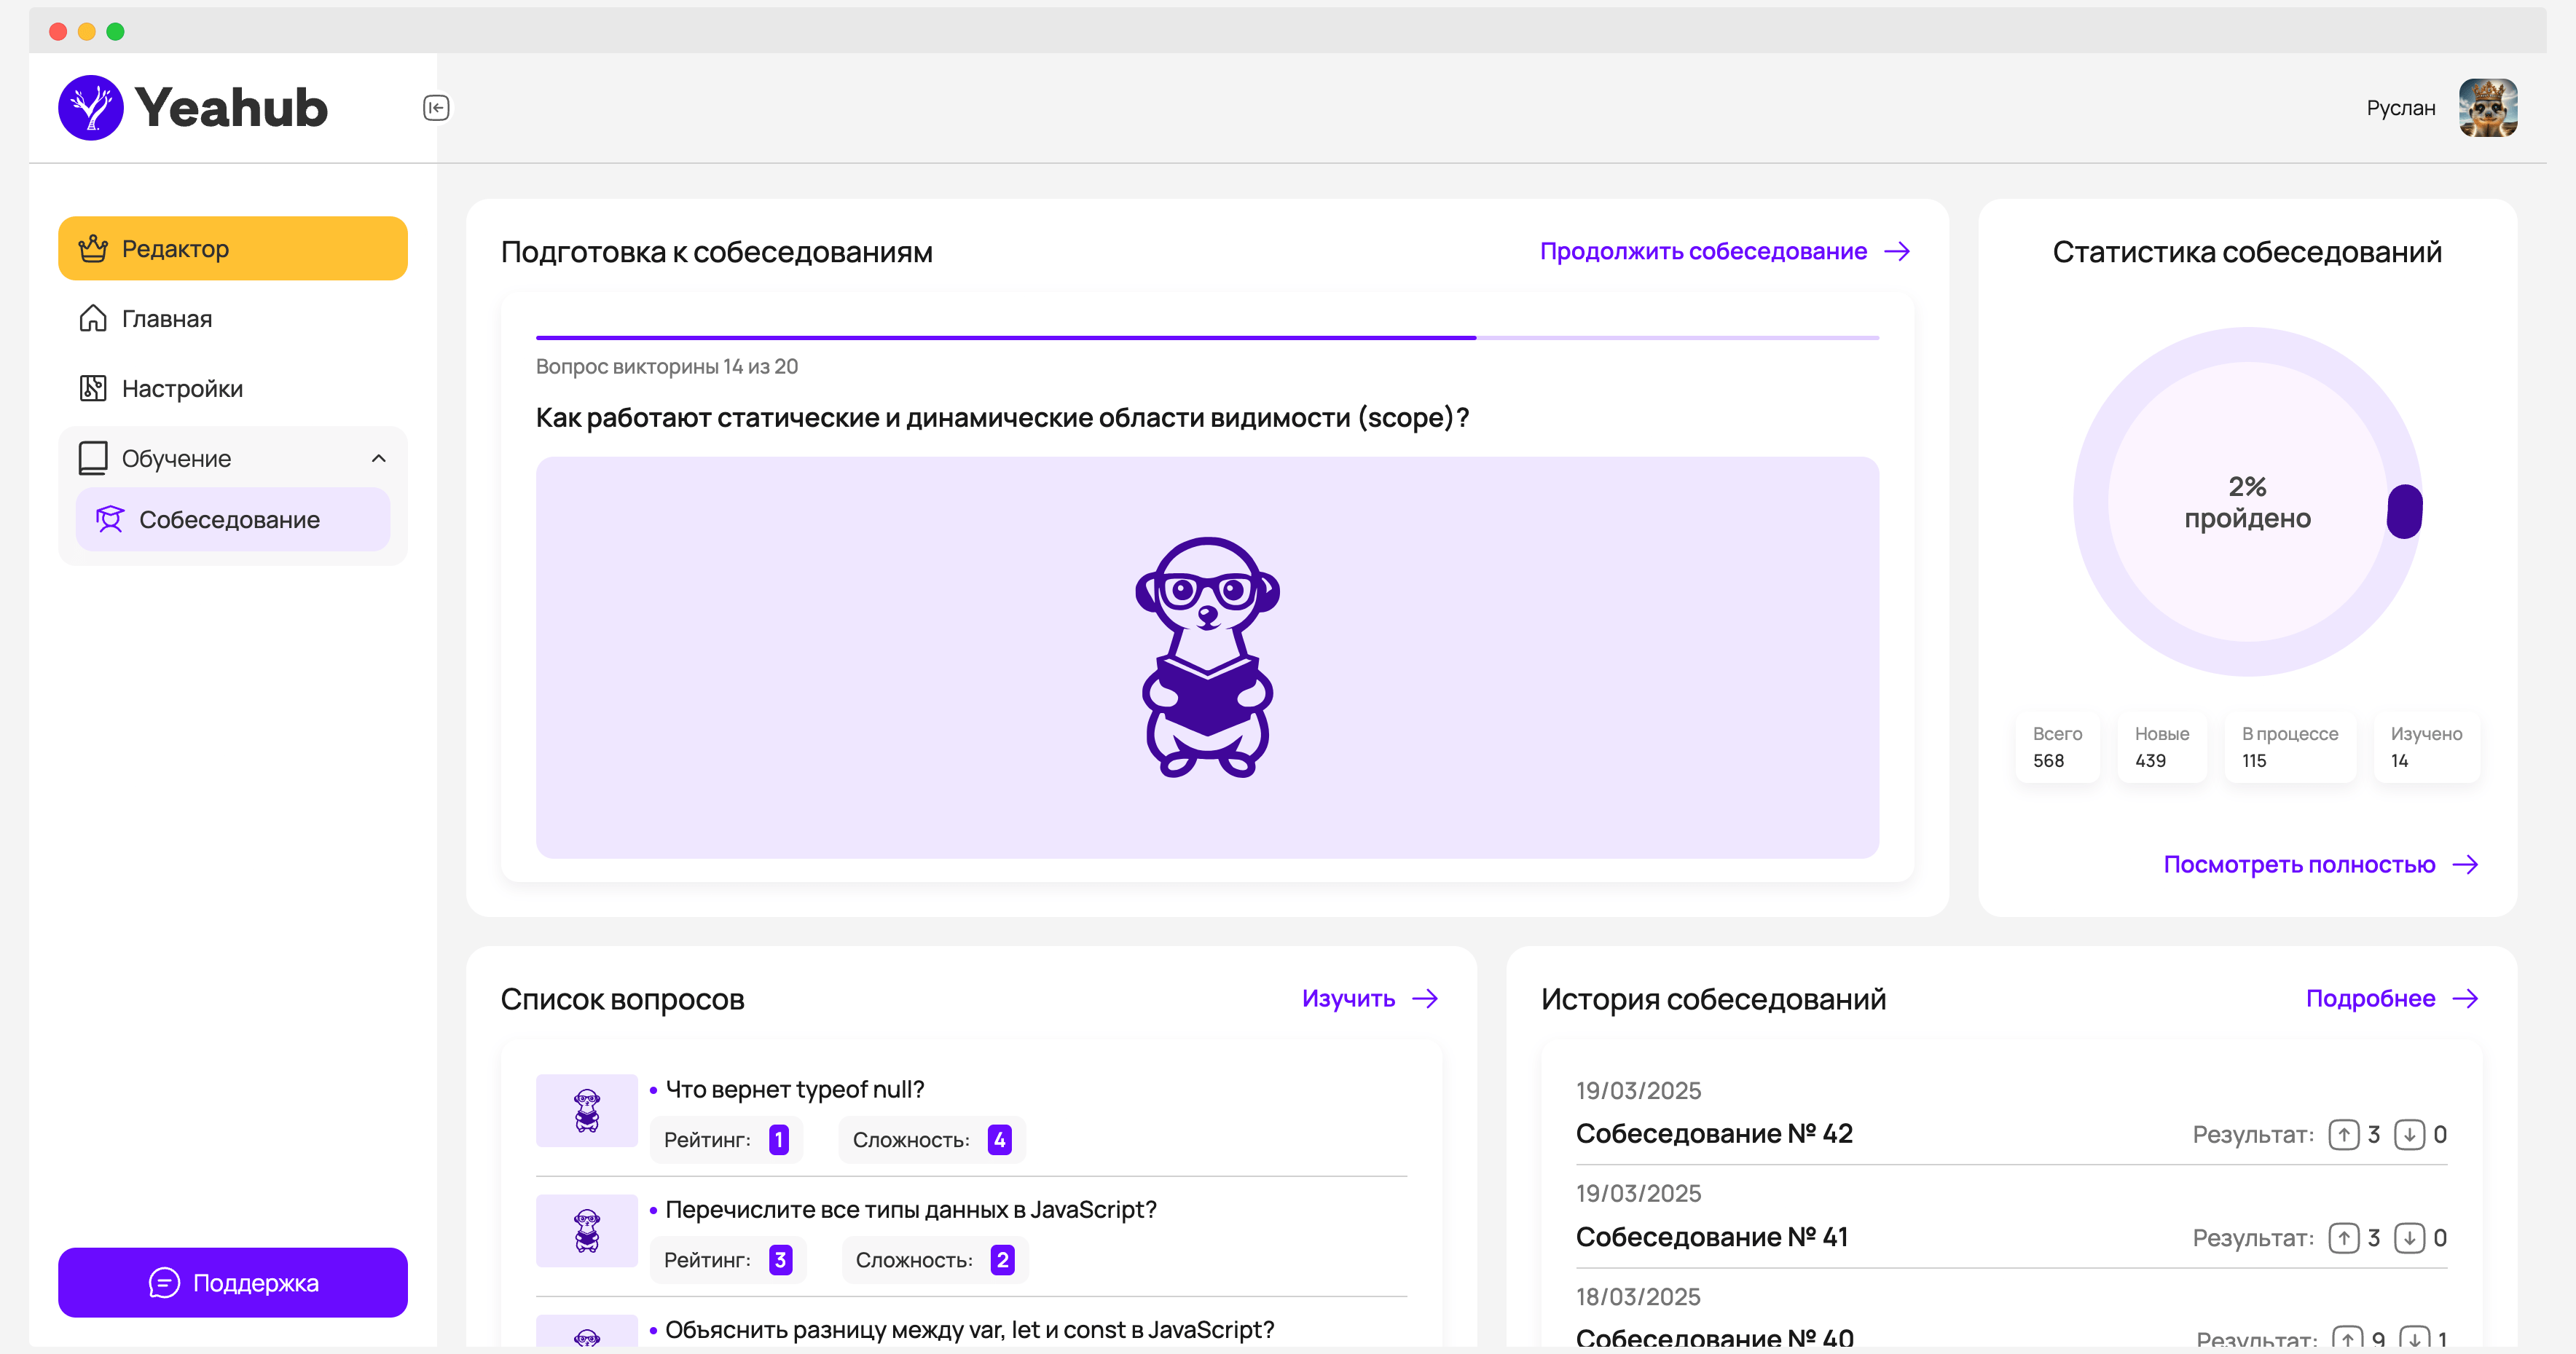 Yeahub
Руслан
Редактор
Главная
Настройки
Обучение
Собеседование
Поддержка
Подготовка к собеседованиям
Продолжить собеседование
Вопрос викторины 14 из 20
Как работают статические и динамические области видимости (scope)?
Статистика собеседований
2%
пройдено
Всего
568
Новые
439
В процессе
115
Изучено
14
Посмотреть полностью
Список вопросов
Изучить
Что вернет typeof null?
Рейтинг: 1 Сложность: 4
Перечислите все типы данных в JavaScript?
Рейтинг: 3 Сложность: 2
Объяснить разницу между var, let и const в JavaScript?
История собеседований
Подробнее
19/03/2025
Собеседование № 42 Результат: 3 0
19/03/2025
Собеседование № 41 Результат: 3 0
18/03/2025
Собеседование № 40 Результат: 9 1